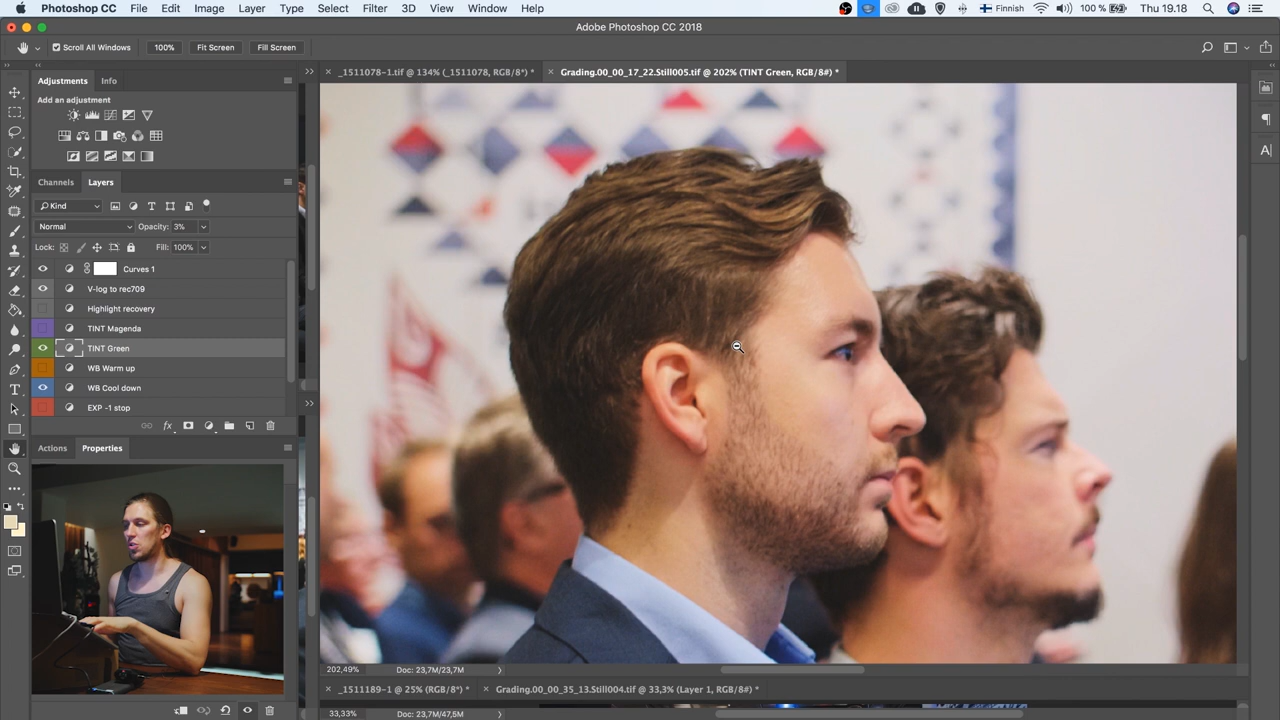 Photoshop CC File Edit Image Layer Type Select Filter 3D View Window Help Finnish 100 % Thu 19.18
Adobe Photoshop CC 2018
Scroll All Windows 100% Fit Screen Fill Screen
_1511078-1.tif @ 134% (_1511078, RGB/8*) * Grading.00_00_17_22.Still005.tif @ 202% (TINT Green, RGB/8#) *
Adjustments Info
Add an adjustment
Channels Layers
Kind
Normal Opacity: 3%
Lock: Fill: 100%
Curves 1
V-log to rec709
Highlight recovery
TINT Magenda
TINT Green
WB Warm up
WB Cool down
EXP -1 stop
fx
Actions Properties
202,49% Doc: 23,7M/23,7M
_1511189-1 @ 25% (RGB/8*) * Grading.00_00_35_13.Still004.tif @ 33,3% (Layer 1, RGB/8#) *
33,33% Doc: 23,7M/47,5M